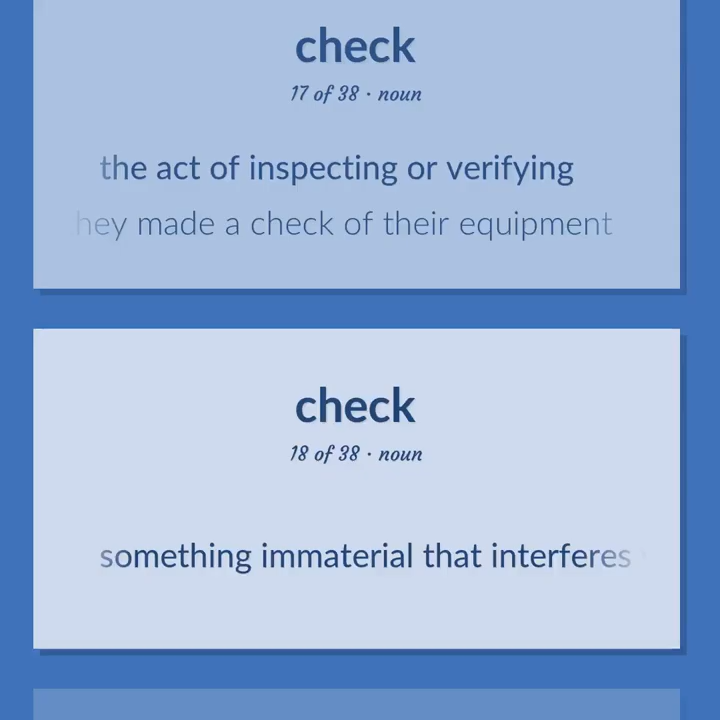 check
17 of 38 · noun
the act of inspecting or verifying
hey made a check of their equipment
check
18 of 38 · noun
something immaterial that interferes